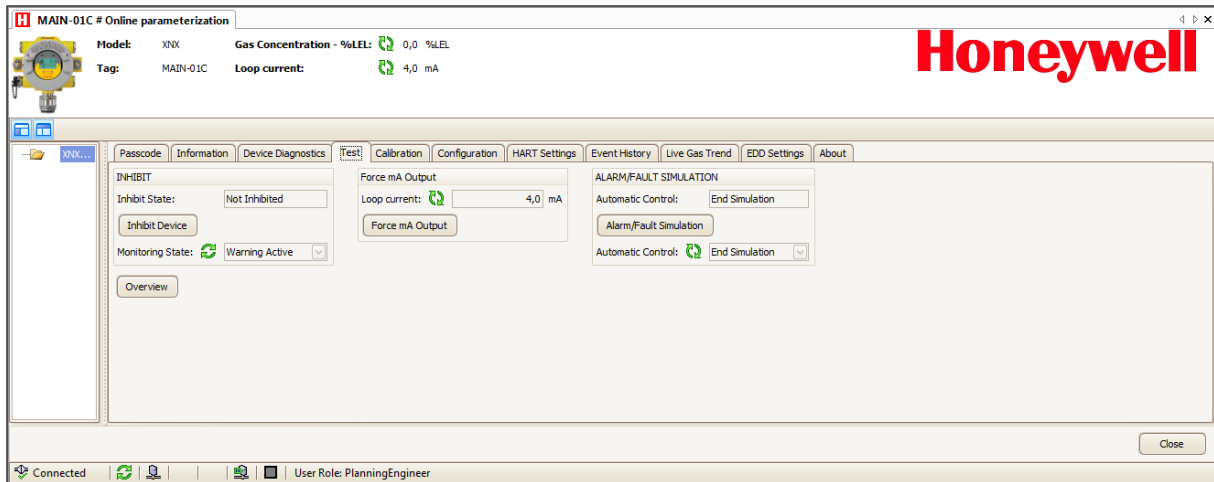 MAIN-01C # Online parameterization
Model: XNX Gas Concentration - %LEL: 0,0 %LEL
Honeywell
Tag: MAIN-01C Loop current: 4,0 mA
XNX...
Passcode Information Device Diagnostics Test Calibration Configuration HART Settings Event History Live Gas Trend EDD Settings About
INHIBIT Force mA Output ALARM/FAULT SIMULATION
Inhibit State: Not Inhibited Loop current: 4,0 mA Automatic Control: End Simulation
Inhibit Device Force mA Output Alarm/Fault Simulation
Monitoring State: Warning Active Automatic Control: End Simulation
Overview
Close
Connected User Role: PlanningEngineer